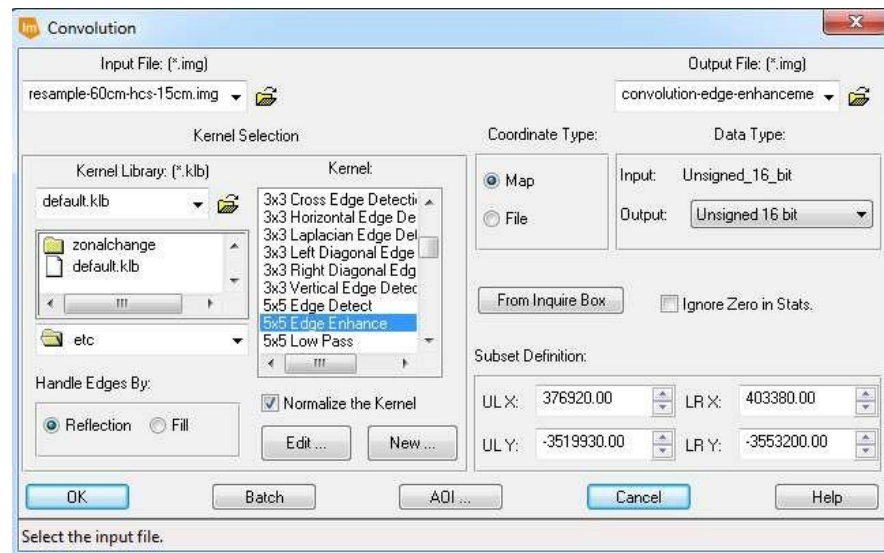 Im Convolution
Input File: (*.img)
Output File: (*.img)
resample-60cm-hcs-15cm.img
convolution-edge-enhanceme
Kernel Selection
Coordinate Type:
Data Type:
Kernel Library: (*.klb)
Kernel:
default.klb
zonalchange
default.klb
etc
Handle Edges By:
Reflection
Fill
3x3 Cross Edge Detecti
3x3 Horizontal Edge De
3x3 Laplacian Edge Det
3x3 Left Diagonal Edge
3x3 Right Diagonal Edg
3x3 Vertical Edge Detec
5x5 Edge Detect
5x5 Edge Enhance
5x5 Low Pass
Normalize the Kernel
Edit ...
New ...
Map
File
Input: Unsigned_16_bit
Output: Unsigned 16 bit
From Inquire Box
Ignore Zero in Stats.
Subset Definition:
UL X: 376920.00 LR X: 403380.00
UL Y: -3519930.00 LR Y: -3553200.00
OK
Batch
AOI ...
Cancel
Help
Select the input file.